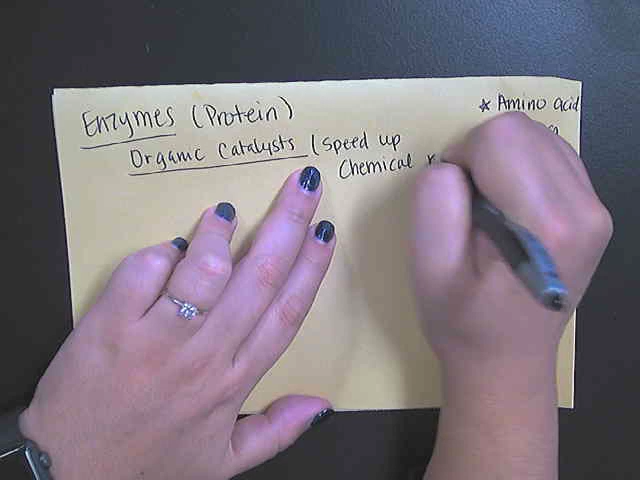 Enzymes (Protein)
★ Amino acid
Organic Catalysts (speed up
Chemical r